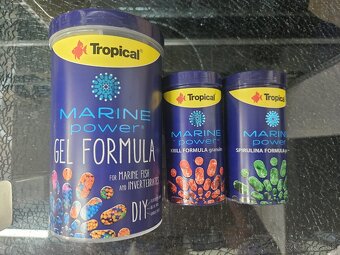 Tropical
MARINE
power
GEL FORMULA
FOR MARINE FISH
AND INVERTEBRATES
DIY
Tropical
MARINE
power
KRILL FORMULA granules
Tropical
MARINE
power
SPIRULINA FORMULA